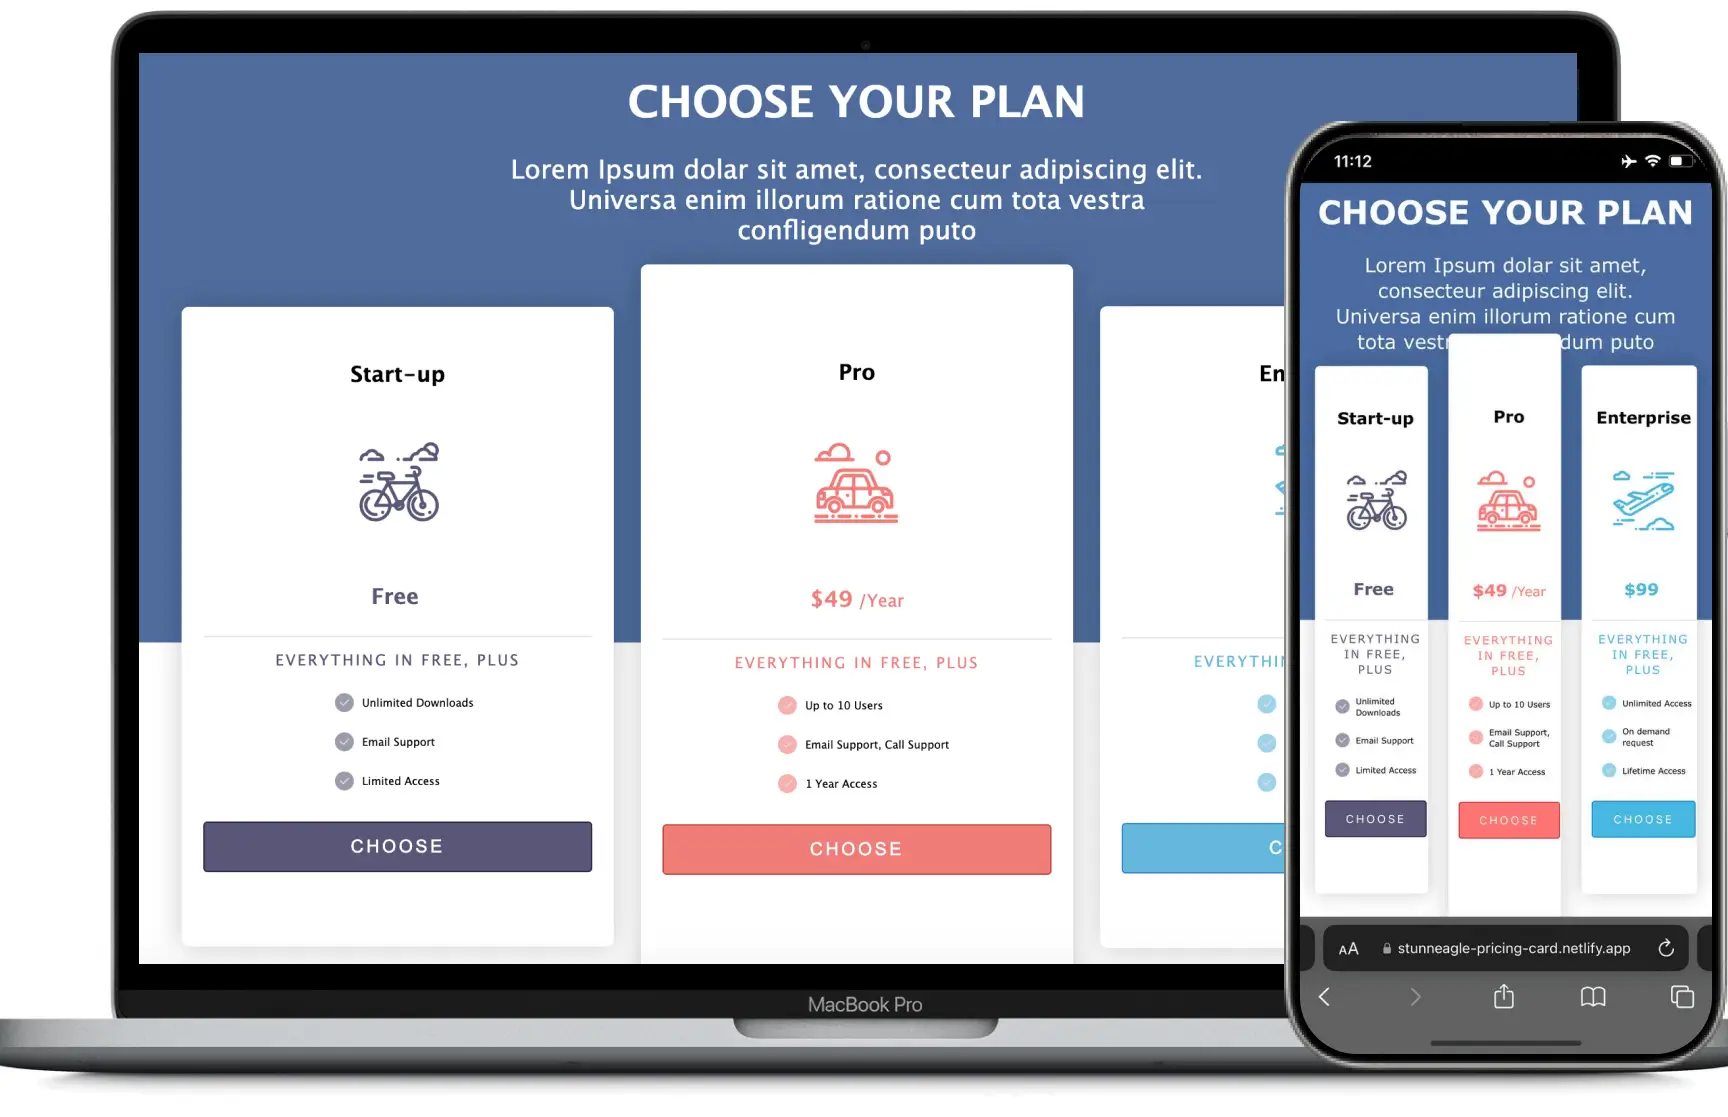 CHOOSE YOUR PLAN
Lorem Ipsum dolar sit amet, consecteur adipiscing elit.
Universa enim illorum ratione cum tota vestra
confligendum puto
Start-up
Free
EVERYTHING IN FREE, PLUS
Unlimited Downloads
Email Support
Limited Access
CHOOSE
Pro
$49 /Year
EVERYTHING IN FREE, PLUS
Up to 10 Users
Email Support, Call Support
1 Year Access
CHOOSE
En
EVERYTHI
C
MacBook Pro
11:12
CHOOSE YOUR PLAN
Lorem Ipsum dolar sit amet,
consecteur adipiscing elit.
Universa enim illorum ratione cum
tota vest dum puto
Start-up
Free
EVERYTHING
IN FREE,
PLUS
Unlimited
Downloads
Email Support
Limited Access
CHOOSE
Pro
$49 /Year
EVERYTHING
IN FREE,
PLUS
Up to 10 Users
Email Support,
Call Support
1 Year Access
CHOOSE
Enterprise
$99
EVERYTHING
IN FREE,
PLUS
Unlimited Access
On demand
request
Lifetime Access
CHOOSE
AA stunneagle-pricing-card.netlify.app